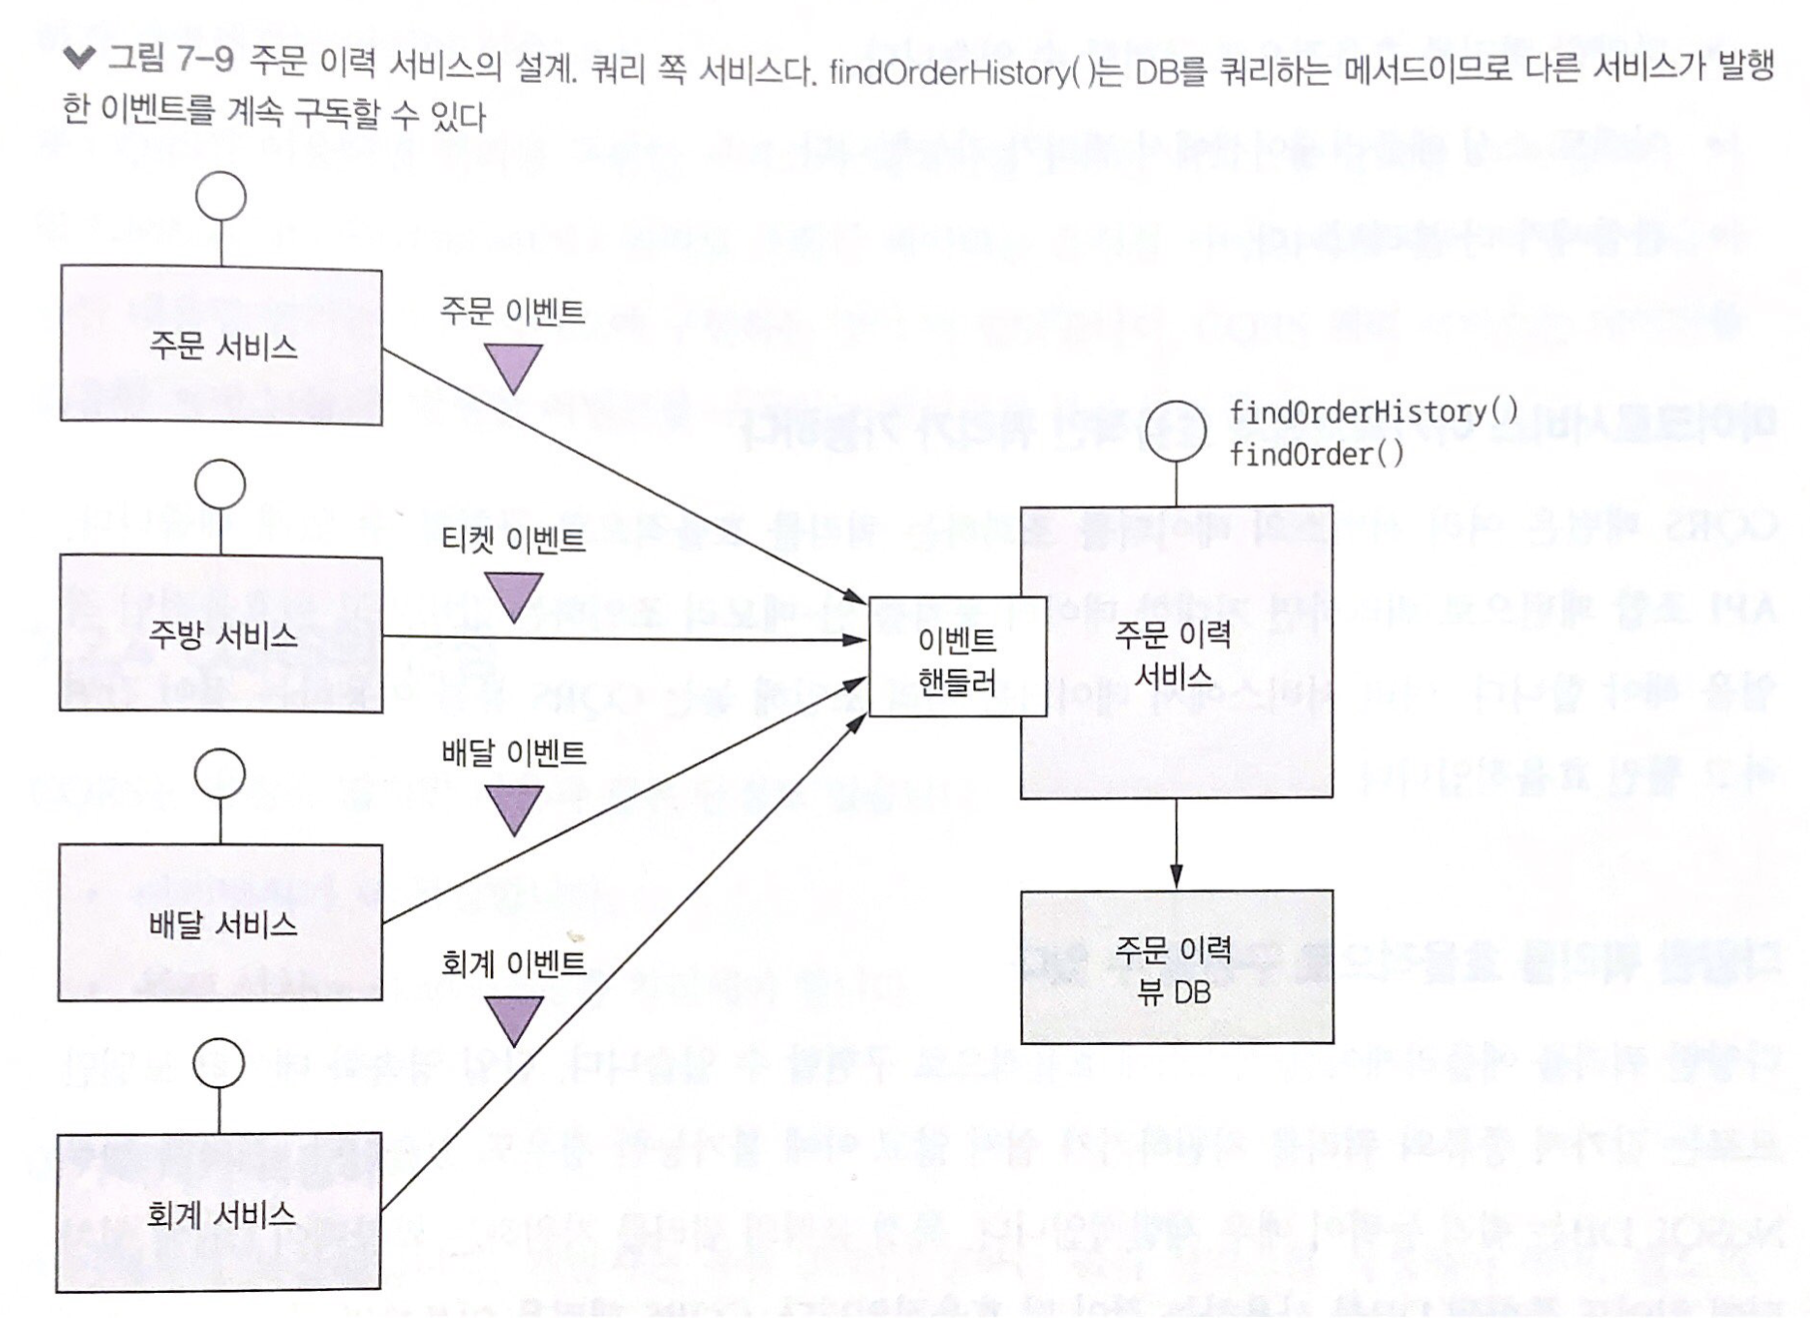 그림 7-9 주문 이력 서비스의 설계. 쿼리 쪽 서비스다. findOrderHistory()는 DB를 쿼리하는 메서드이므로 다른 서비스가 발행
한 이벤트를 계속 구독할 수 있다
주문 서비스
주문 이벤트
findOrderHistory()
findOrder()
티켓 이벤트
주방 서비스
이벤트
핸들러
주문 이력
서비스
배달 이벤트
배달 서비스
회계 이벤트
주문 이력
뷰 DB
회계 서비스